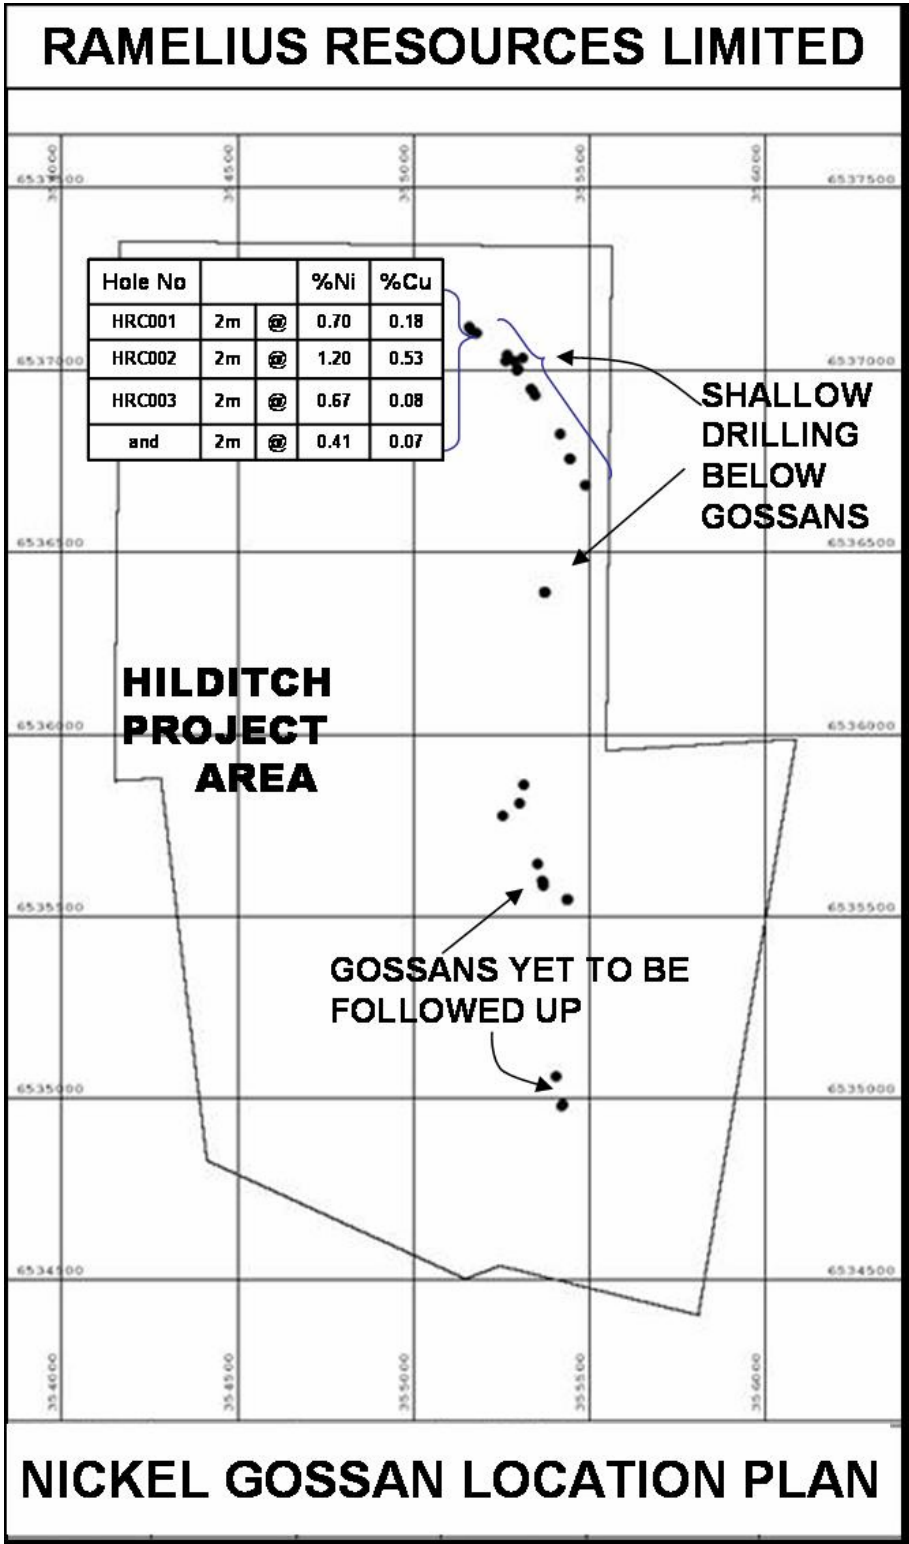 RAMELIUS RESOURCES LIMITED
354000 354500 355000 355500 356000
6537500 6537500
Hole No %Ni %Cu
HRC001 2m @ 0.70 0.18
HRC002 2m @ 1.20 0.53
HRC003 2m @ 0.67 0.08
and 2m @ 0.41 0.07
6537000 6537000
SHALLOW
DRILLING
BELOW
GOSSANS
6536500 6536500
HILDITCH
PROJECT
AREA
6536000 6536000
6535500 6535500
GOSSANS YET TO BE
FOLLOWED UP
6535000 6535000
6534500 6534500
354000 354500 355000 355500 356000
NICKEL GOSSAN LOCATION PLAN